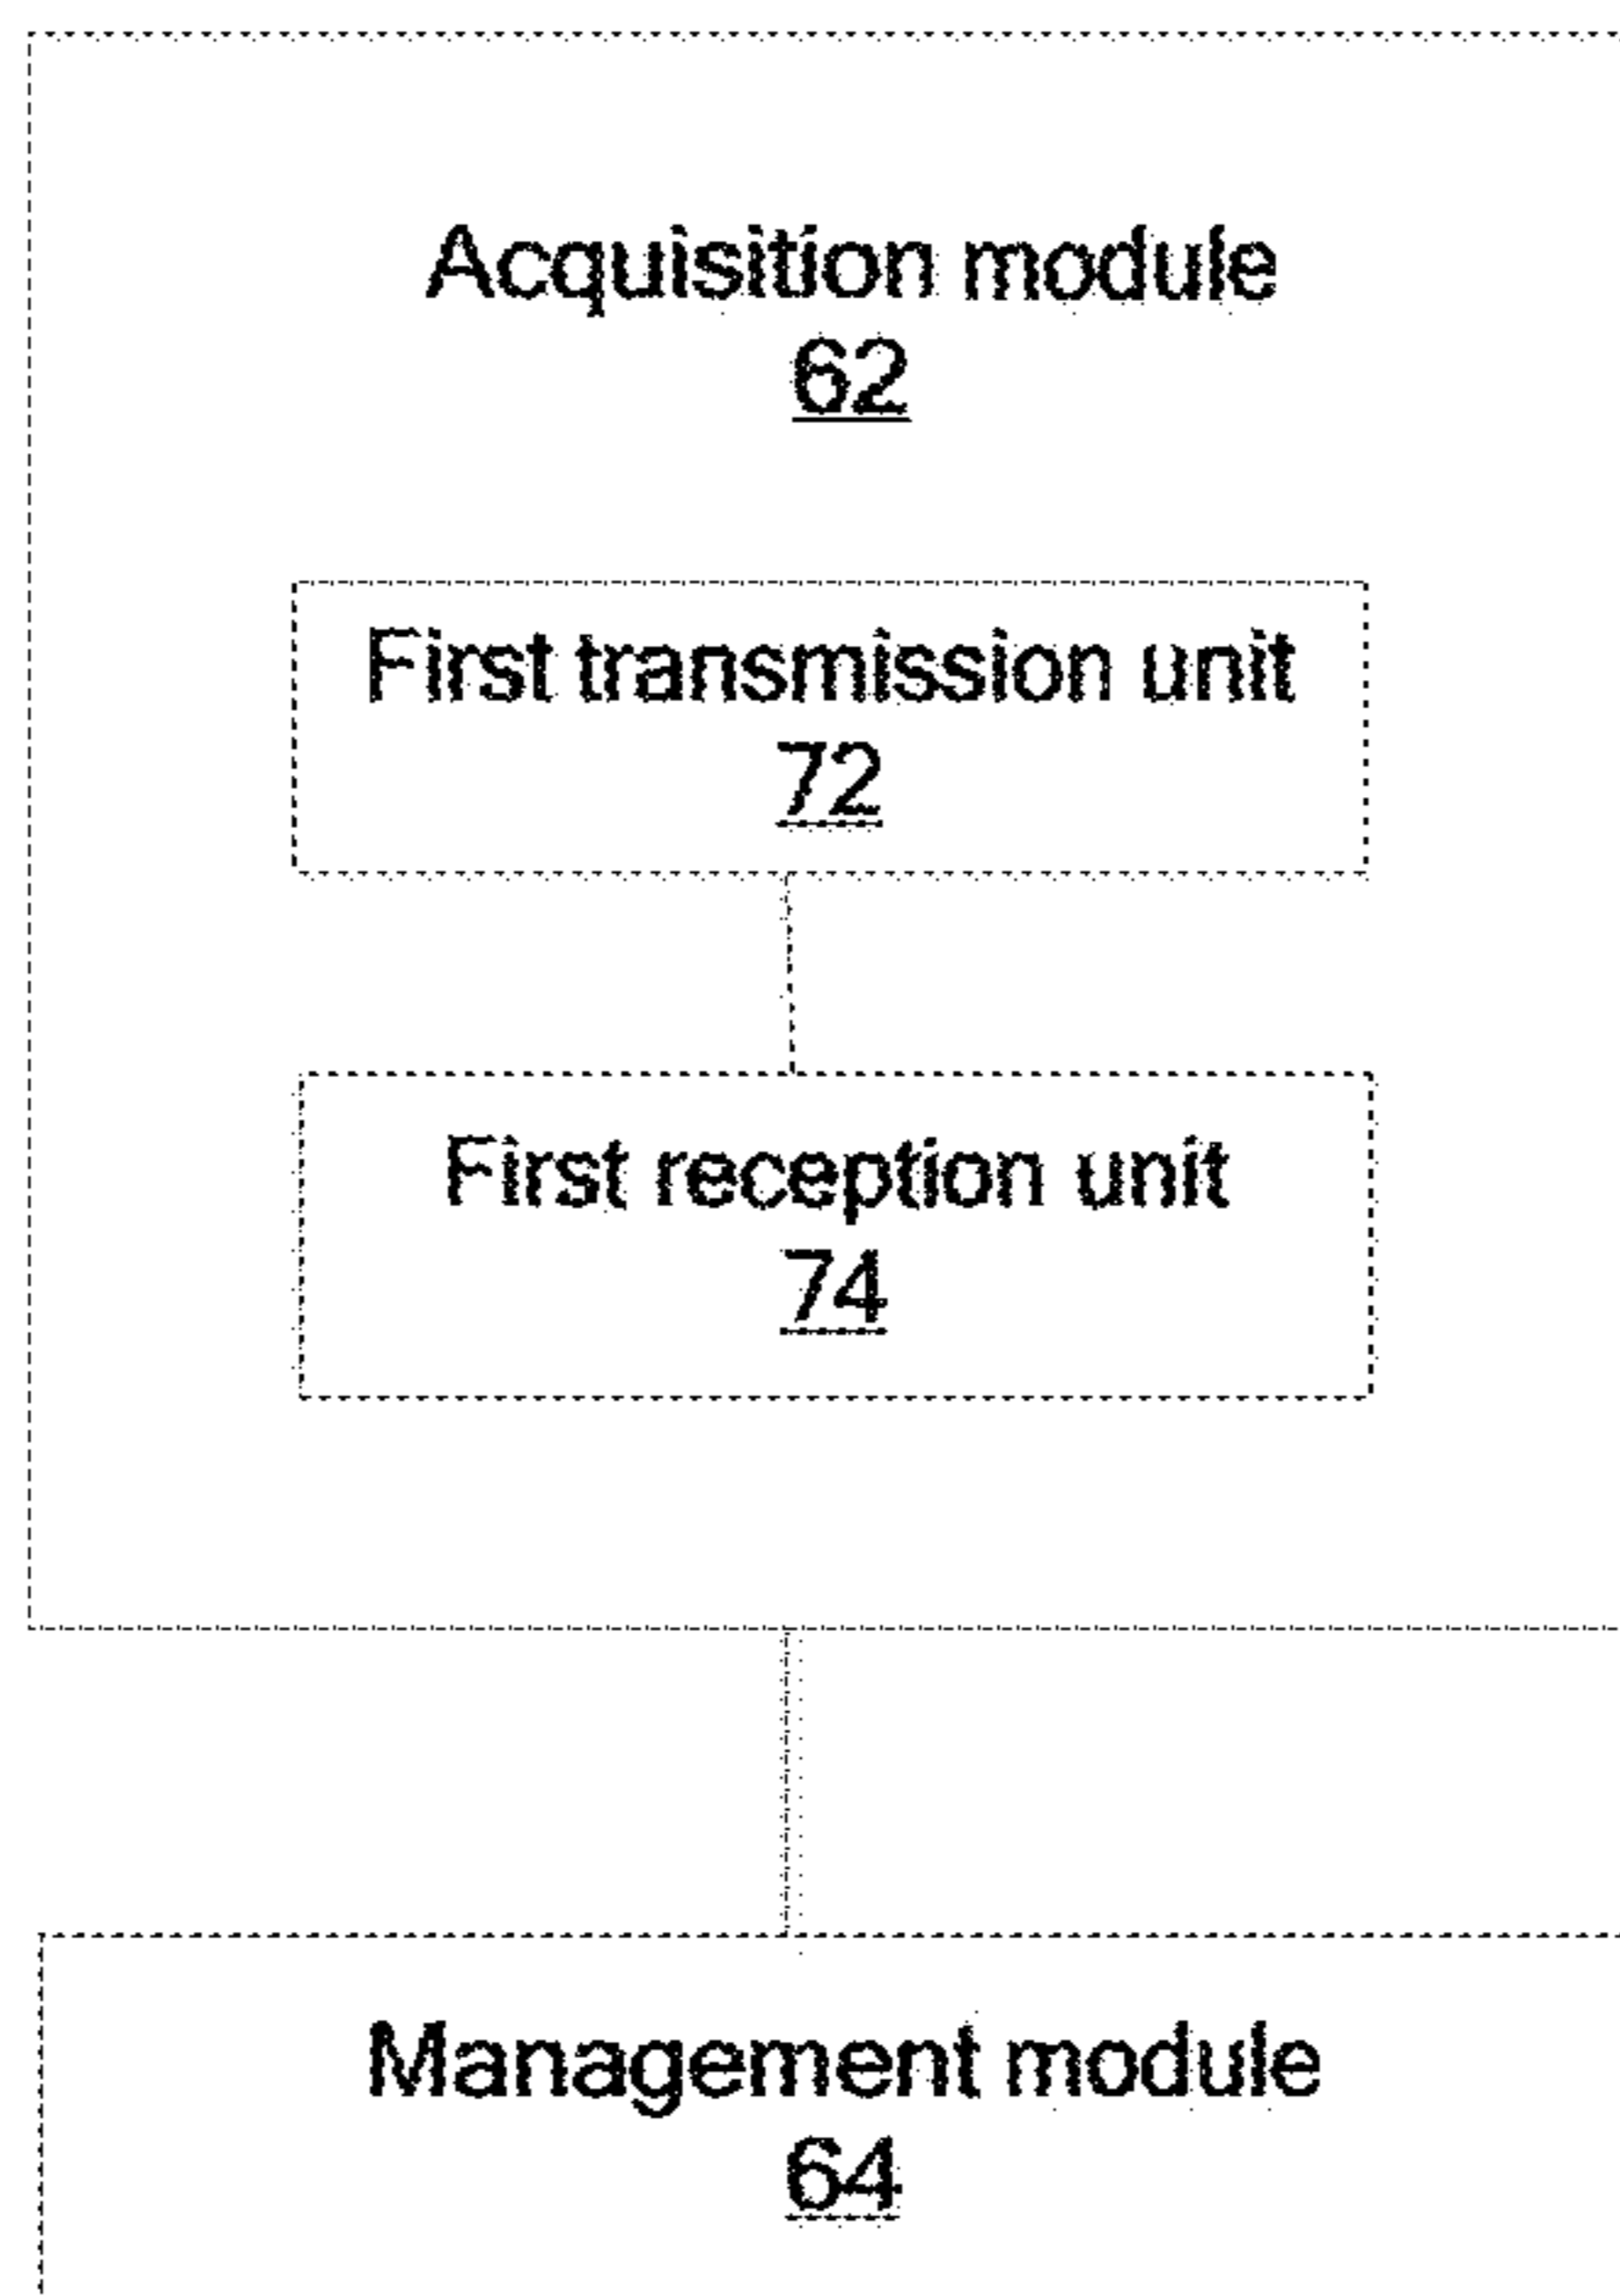 Acquisition module
62
First transmission unit
72
First reception unit
74
Management module
64